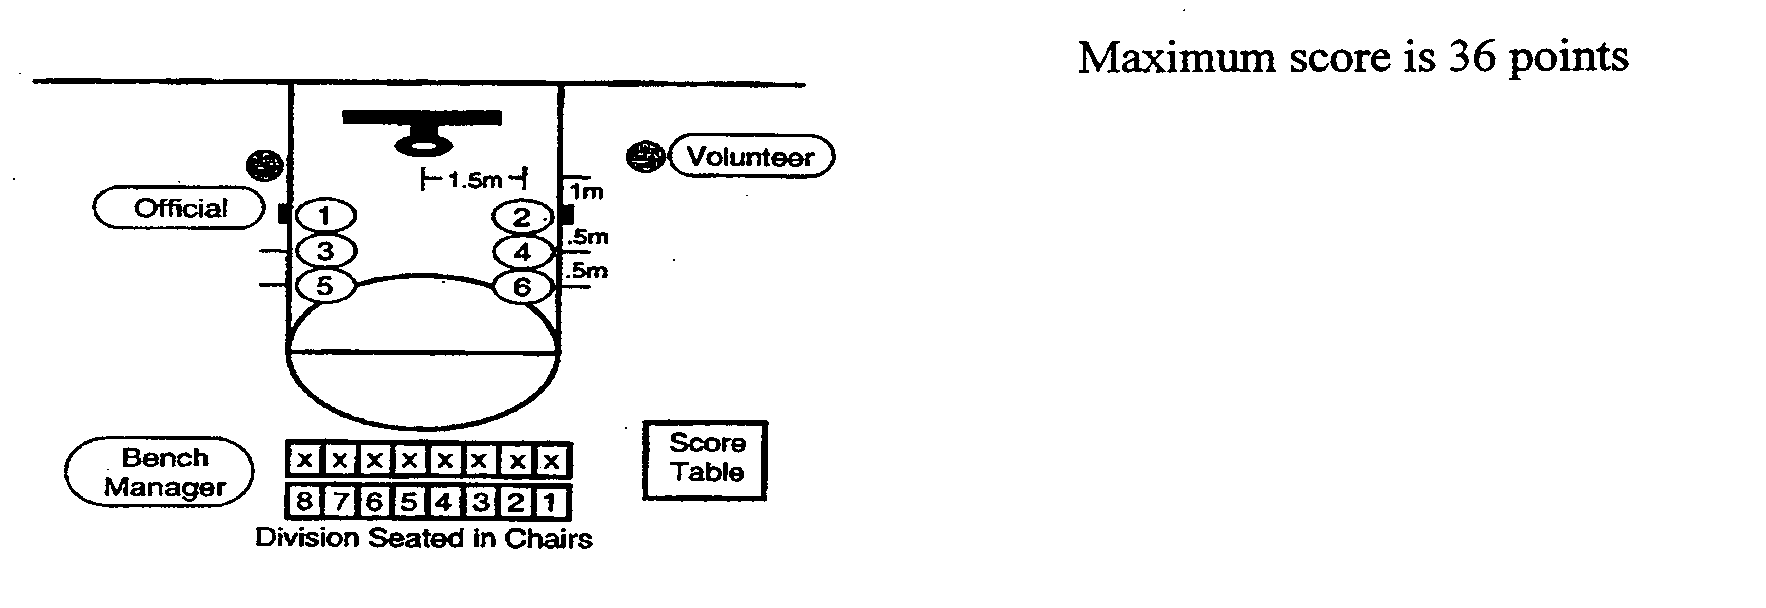 Maximum score is 36 points
Volunteer
1.5m
1m
Official
1
2
.5m
3
4
.5m
5
6
Bench
Manager
x x x x x x x x
8 7 6 5 4 3 2 1
Score
Table
Division Seated in Chairs